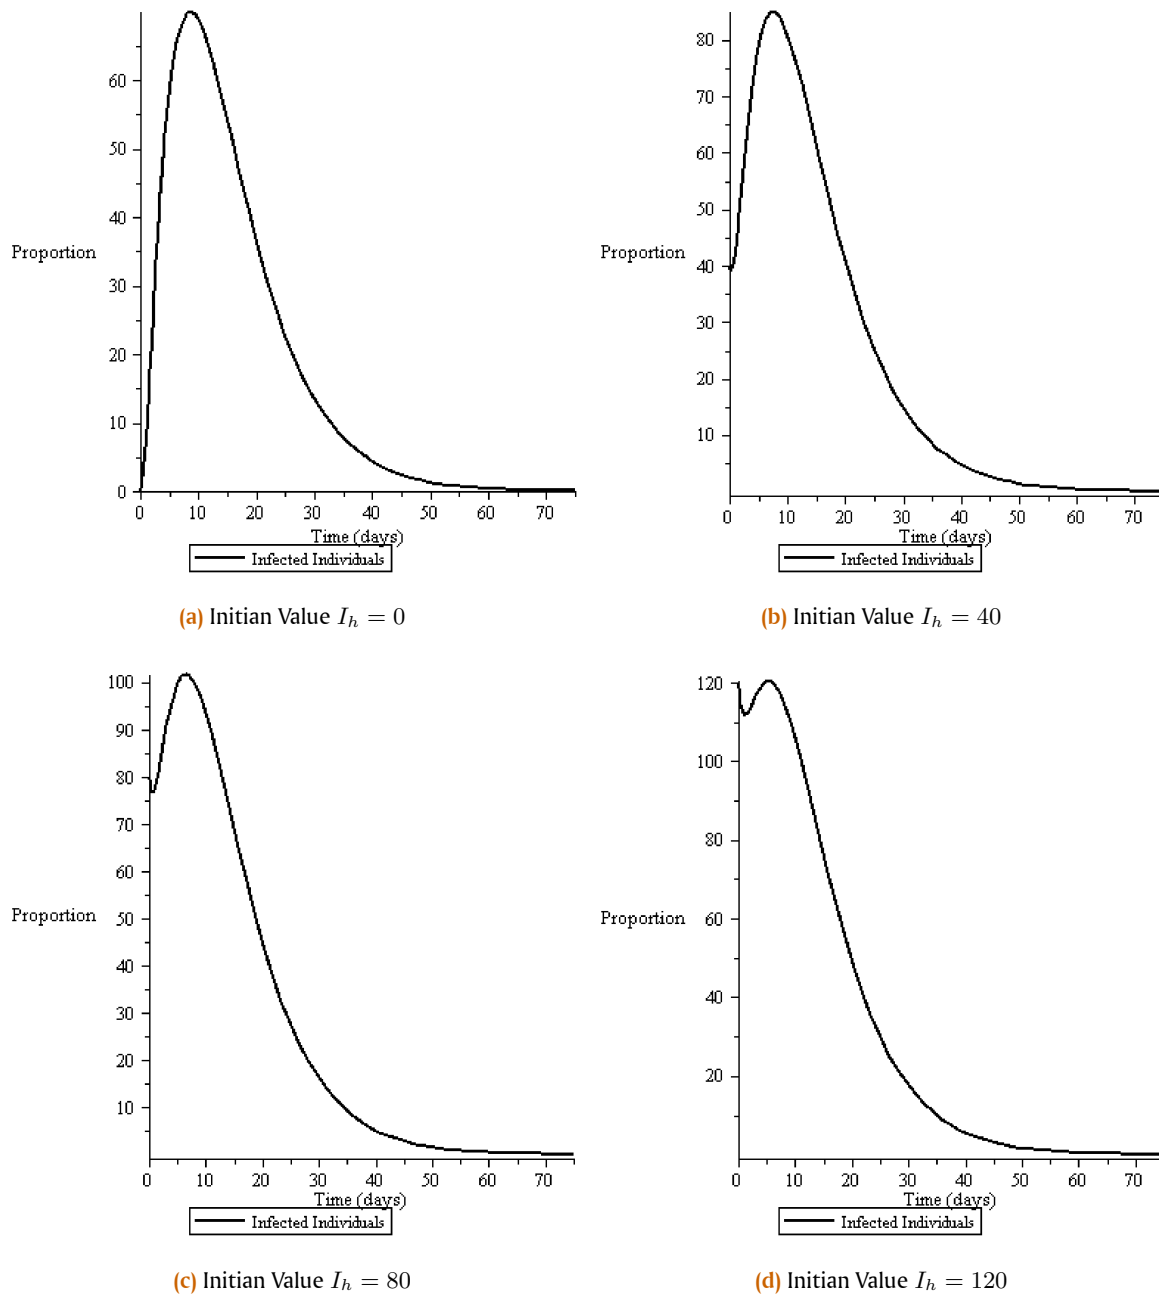 60
50
40
Proportion
30
20
10
0
0 10 20 30 40 50 60 70
Time (days)
Infected Individuals
(a) Initian Value $I_h = 0$
80
70
60
50
Proportion
40
30
20
10
0 10 20 30 40 50 60 70
Time (days)
Infected Individuals
(b) Initian Value $I_h = 40$
100
90
80
70
60
Proportion
50
40
30
20
10
0 10 20 30 40 50 60 70
Time (days)
Infected Individuals
(c) Initian Value $I_h = 80$
120
100
80
Proportion
60
40
20
0 10 20 30 40 50 60 70
Time (days)
Infected Individuals
(d) Initian Value $I_h = 120$